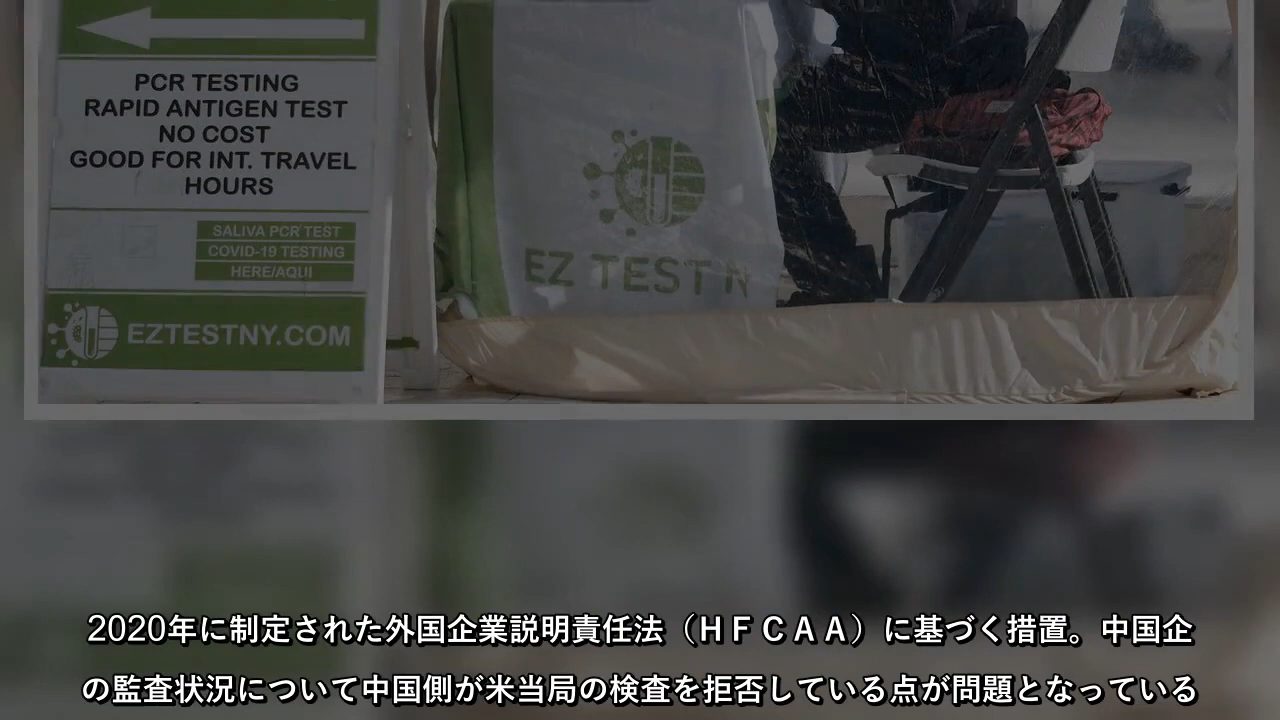 PCR TESTING
RAPID ANTIGEN TEST
NO COST
GOOD FOR INT. TRAVEL
HOURS
SALIVA PCR TEST
COVID-19 TESTING
HERE/AQUI
EZTESTNY.COM
EZ TEST N
2020年に制定された外国企業説明責任法（ＨＦＣＡＡ）に基づく措置。中国企
の監査状況について中国側が米当局の検査を拒否している点が問題となっている